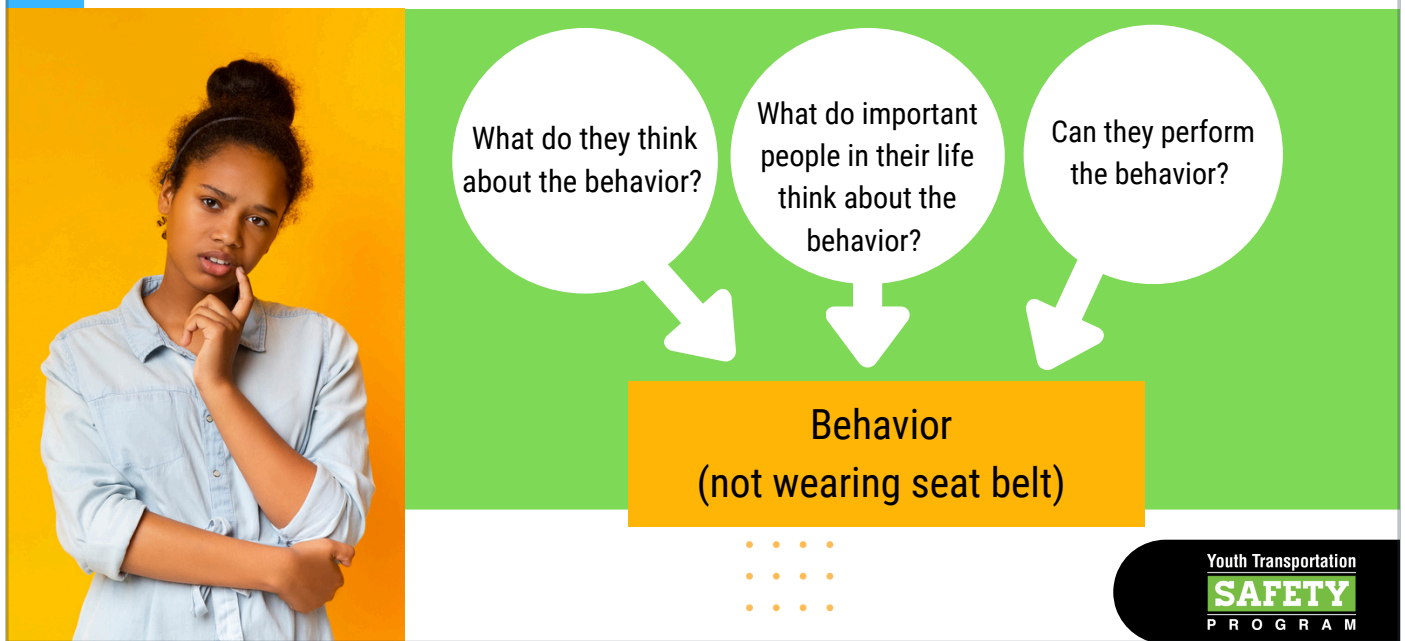 What do they think
about the behavior?
What do important
people in their life
think about the
behavior?
Can they perform
the behavior?
Behavior
(not wearing seat belt)
Youth Transportation
SAFETY
PROGRAM